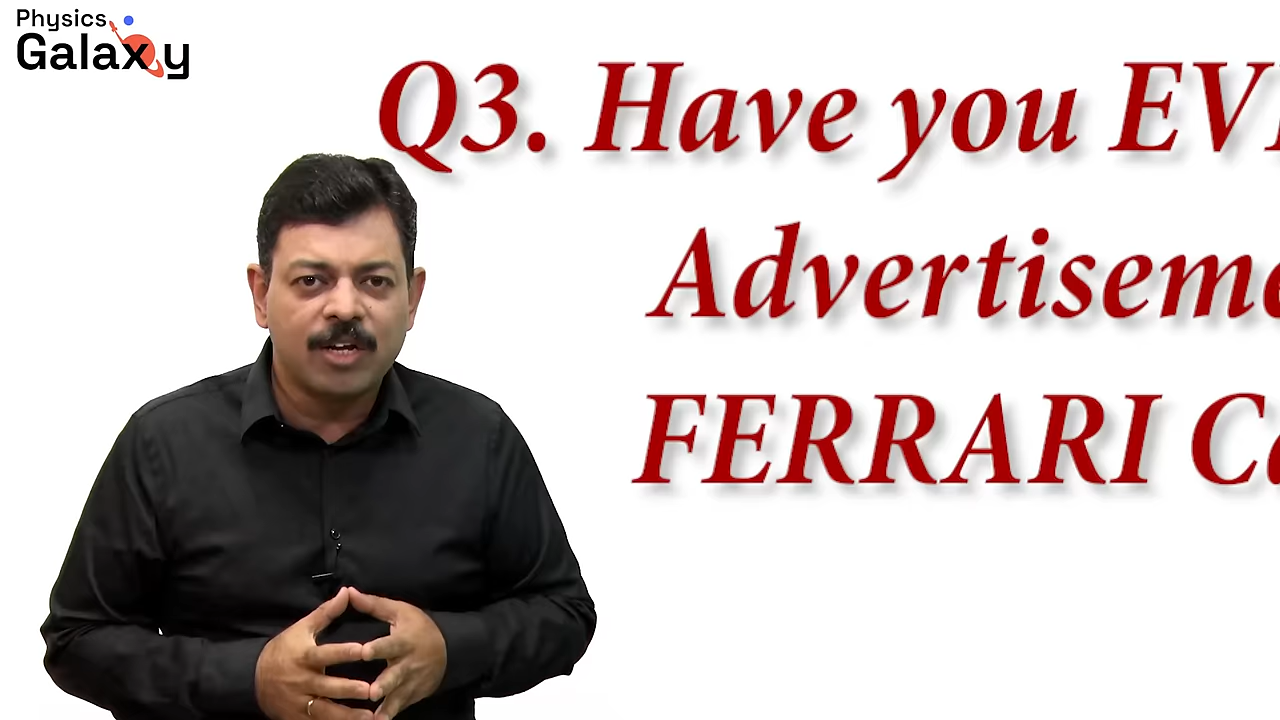 Physics
Galaxy
Q3. Have you
Advertiseme
FERRARI